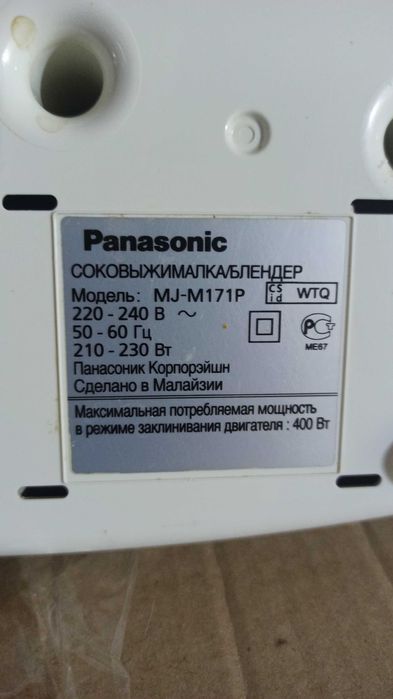 Panasonic
СОКОВЫЖИМАЛКА/БЛЕНДЕР
Модель: MJ-M171P CS id WTQ
220 - 240 В ~
50 - 60 Гц
210 - 230 Вт
РСТ
ME67
Панасоник Корпорэйшн
Сделано в Малайзии
Максимальная потребляемая мощность
в режиме заклинивания двигателя : 400 Вт